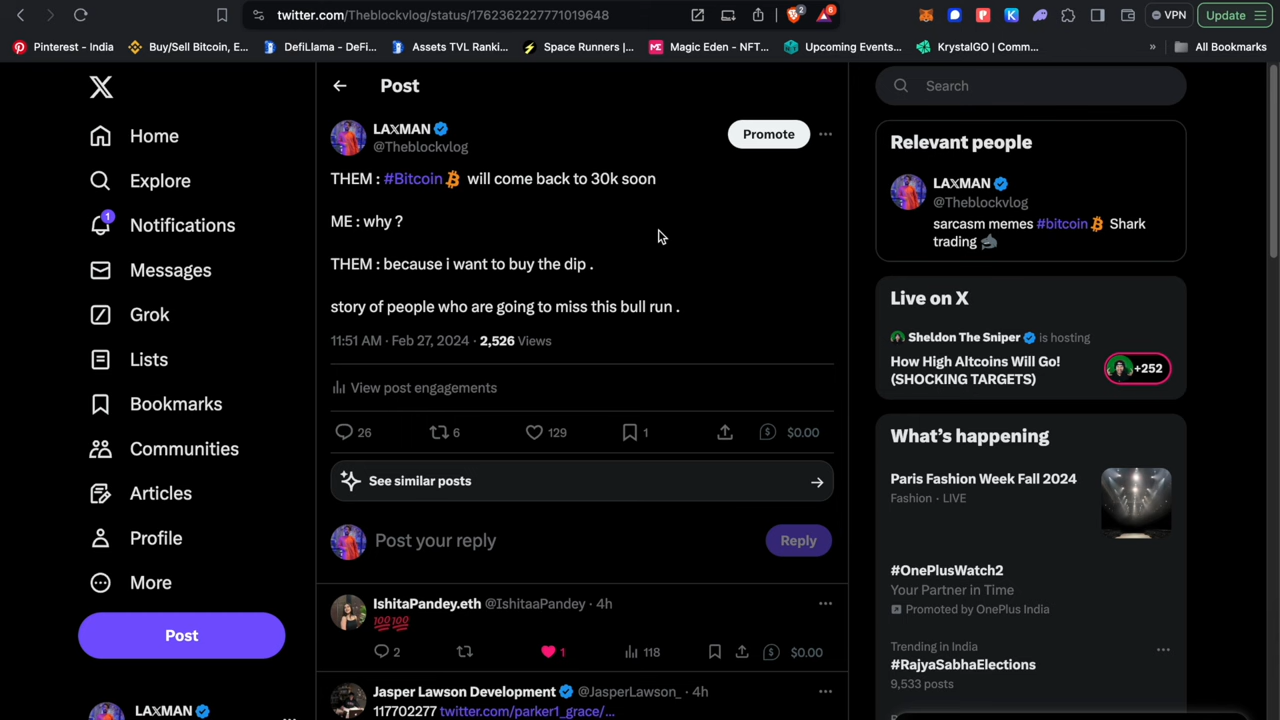 twitter.com/Theblockvlog/status/1762362227771019648
2
6
VPN
Update
Pinterest - India
Buy/Sell Bitcoin, E...
DefiLlama - DeFi...
Assets TVL Ranki...
Space Runners |...
Magic Eden - NFT...
Upcoming Events...
KrystalGO | Comm...
»
All Bookmarks
Home
Explore
1
Notifications
Messages
Grok
Lists
Bookmarks
Communities
Articles
Profile
More
Post
LAXMAN
Post
LAXMAN
@Theblockvlog
Promote
THEM : #Bitcoin will come back to 30k soon
ME : why ?
THEM : because i want to buy the dip .
story of people who are going to miss this bull run .
11:51 AM · Feb 27, 2024 · 2,526 Views
View post engagements
26
6
129
1
$0.00
See similar posts
Post your reply
Reply
IshitaPandey.eth @IshitaaPandey · 4h
💯💯
2
1
118
$0.00
Jasper Lawson Development @JasperLawson_ · 4h
117702277 twitter.com/parker1_grace/...
Search
Relevant people
LAXMAN
@Theblockvlog
sarcasm memes #bitcoin Shark
trading
Live on X
Sheldon The Sniper is hosting
How High Altcoins Will Go!
(SHOCKING TARGETS)
+252
What's happening
Paris Fashion Week Fall 2024
Fashion · LIVE
#OnePlusWatch2
Your Partner in Time
Promoted by OnePlus India
Trending in India
#RajyaSabhaElections
9,533 posts